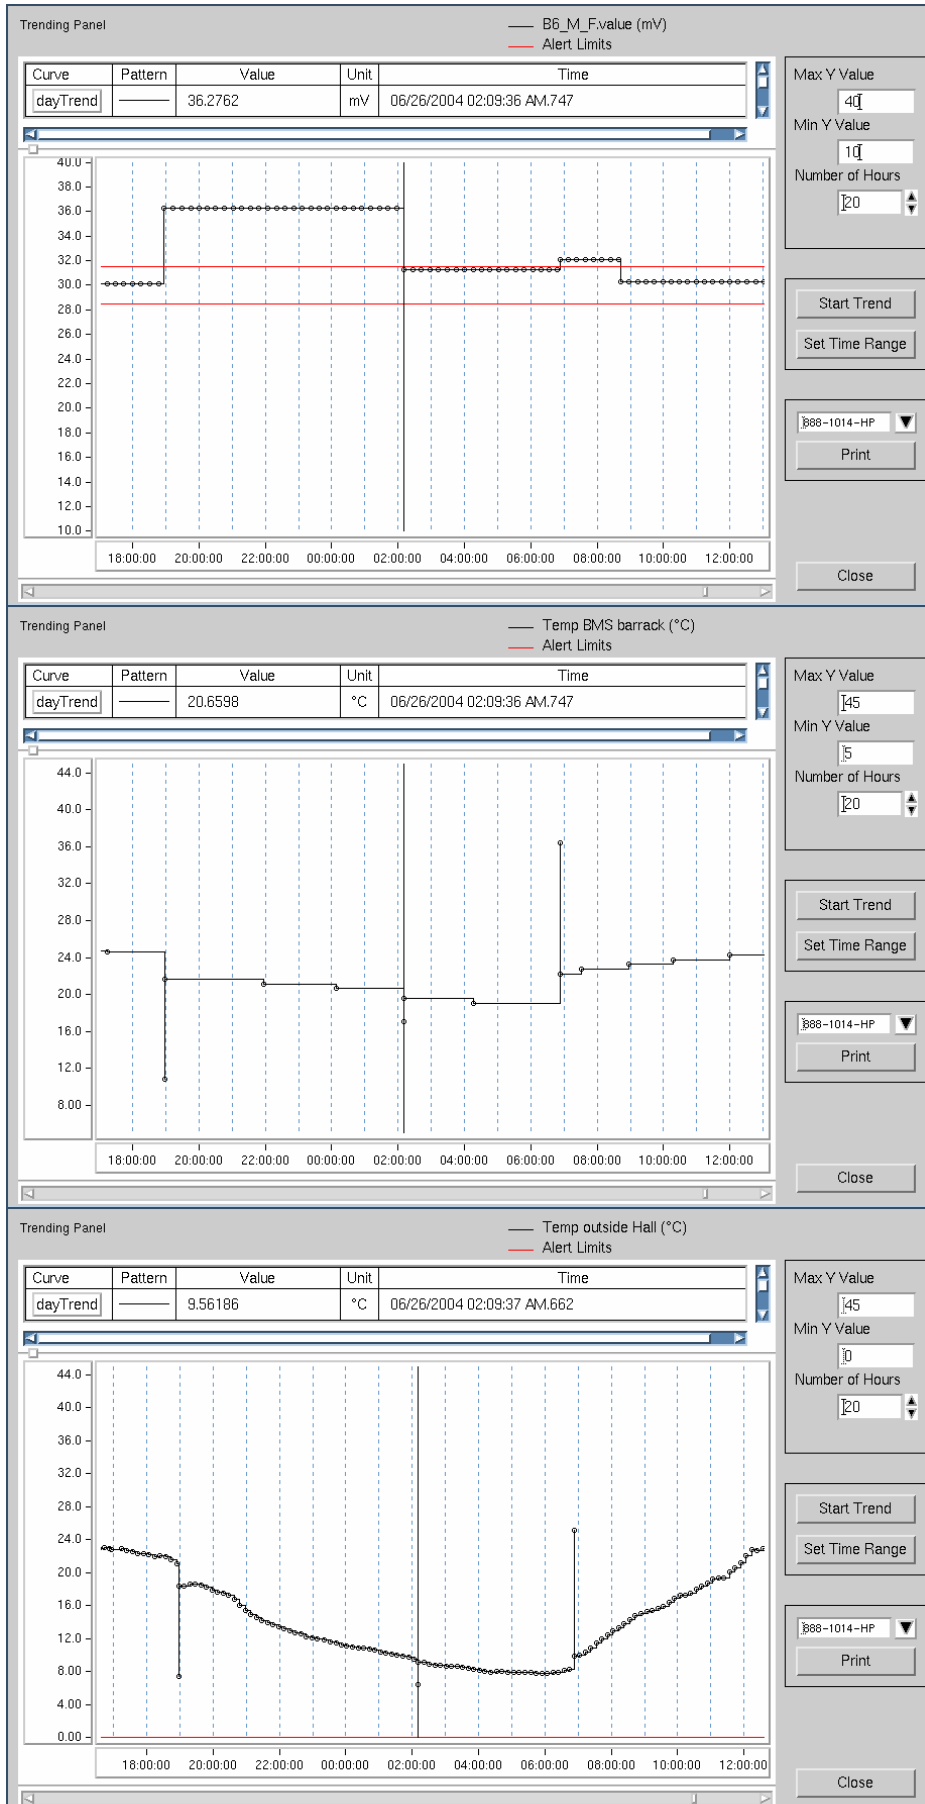 Trending Panel
B6_M_F.value (mV)
Alert Limits
Curve Pattern Value Unit Time
dayTrend 36.2762 mV 06/26/2004 02:09:36 AM.747
Max Y Value
40
Min Y Value
10
Number of Hours
20
40.0
38.0
36.0
34.0
32.0
30.0
28.0
26.0
24.0
22.0
20.0
18.0
16.0
14.0
12.0
10.0
18:00:00 20:00:00 22:00:00 00:00:00 02:00:00 04:00:00 06:00:00 08:00:00 10:00:00 12:00:00
Start Trend
Set Time Range
888-1014-HP
Print
Close
Trending Panel
Temp BMS barrack (°C)
Alert Limits
Curve Pattern Value Unit Time
dayTrend 20.6598 °C 06/26/2004 02:09:36 AM.747
Max Y Value
45
Min Y Value
5
Number of Hours
20
44.0
40.0
36.0
32.0
28.0
24.0
20.0
16.0
12.0
8.00
18:00:00 20:00:00 22:00:00 00:00:00 02:00:00 04:00:00 06:00:00 08:00:00 10:00:00 12:00:00
Start Trend
Set Time Range
888-1014-HP
Print
Close
Trending Panel
Temp outside Hall (°C)
Alert Limits
Curve Pattern Value Unit Time
dayTrend 9.56186 °C 06/26/2004 02:09:37 AM.662
Max Y Value
45
Min Y Value
0
Number of Hours
20
44.0
40.0
36.0
32.0
28.0
24.0
20.0
16.0
12.0
8.00
4.00
0.00
18:00:00 20:00:00 22:00:00 00:00:00 02:00:00 04:00:00 06:00:00 08:00:00 10:00:00 12:00:00
Start Trend
Set Time Range
888-1014-HP
Print
Close